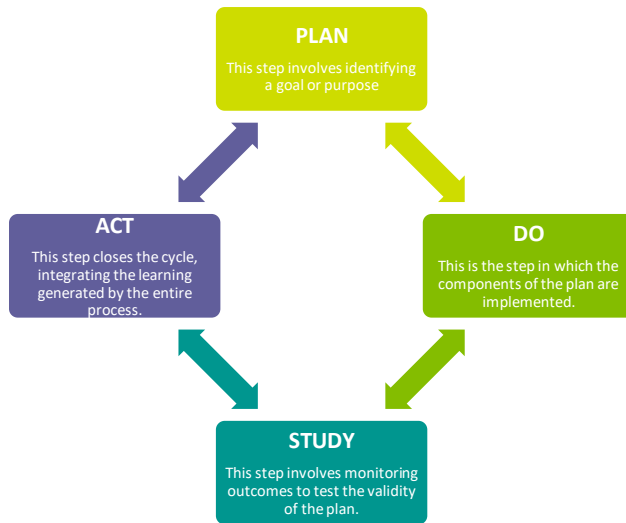 PLAN
This step involves identifying
a goal or purpose
ACT
This step closes the cycle,
integrating the learning
generated by the entire
process.
DO
This is the step in which the
components of the plan are
implemented.
STUDY
This step involves monitoring
outcomes to test the validity
of the plan.